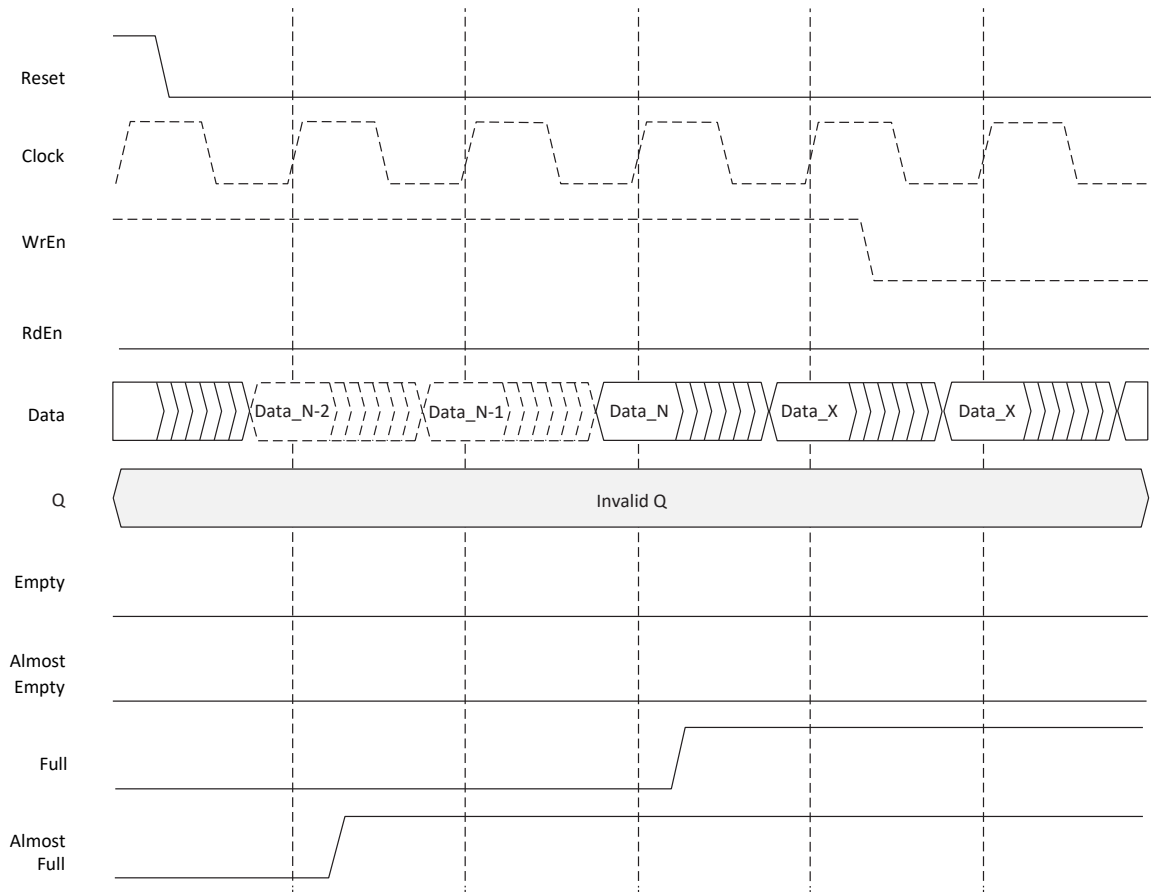 Reset
Clock
WrEn
RdEn
Data
Data_N-2
Data_N-1
Data_N
Data_X
Data_X
Q
Invalid Q
Empty
Almost
Empty
Full
Almost
Full